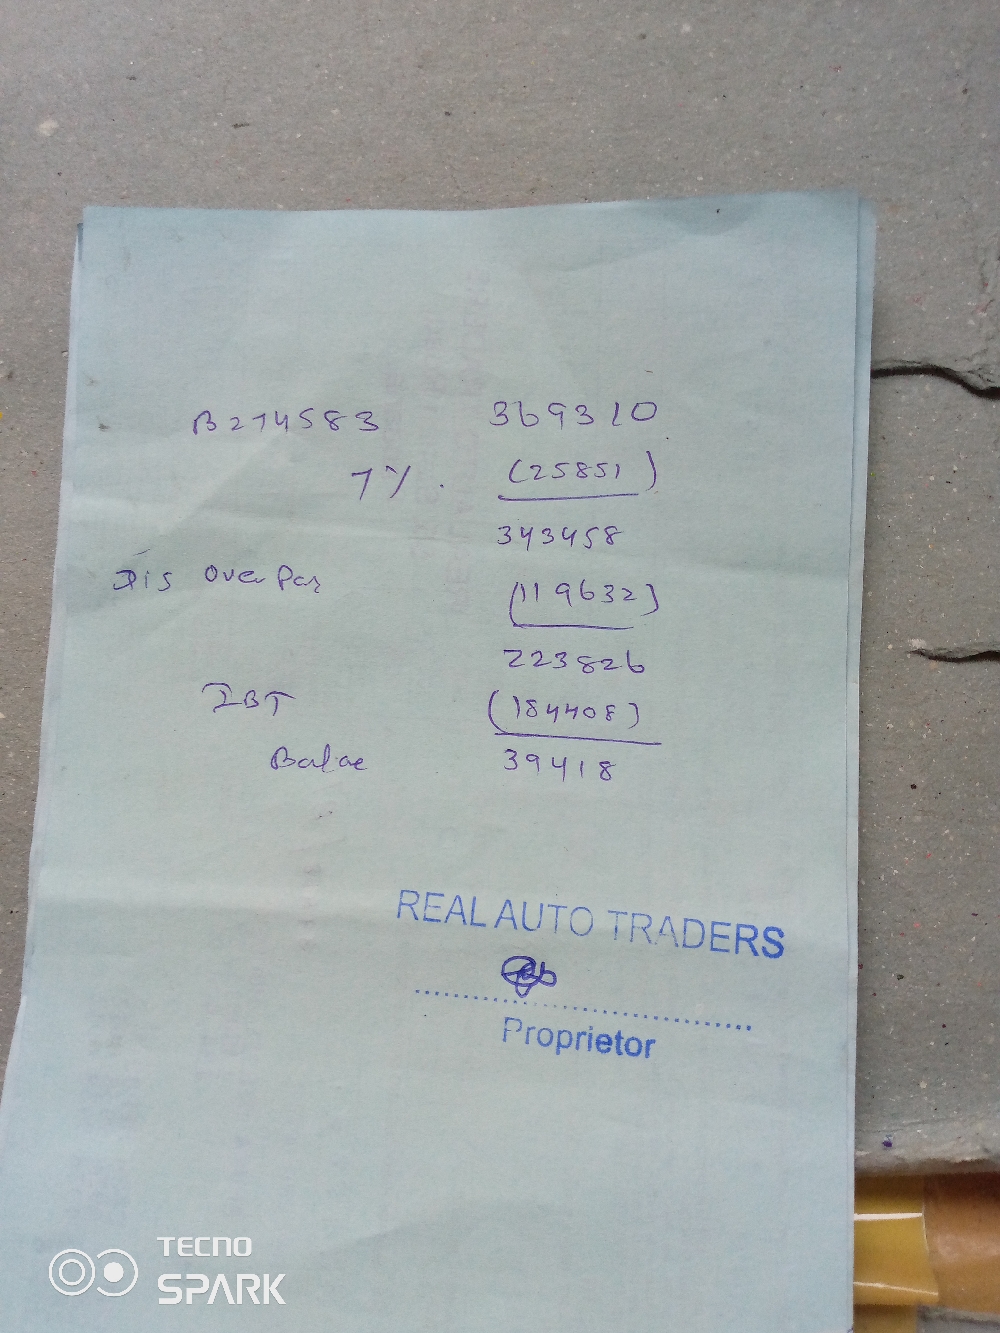 B274583 369310
7% (25851)
343458
Dis Over Pay (119632)
223826
IBT (184408)
Balae 39418
REAL AUTO TRADERS
Proprietor
TECNO
SPARK